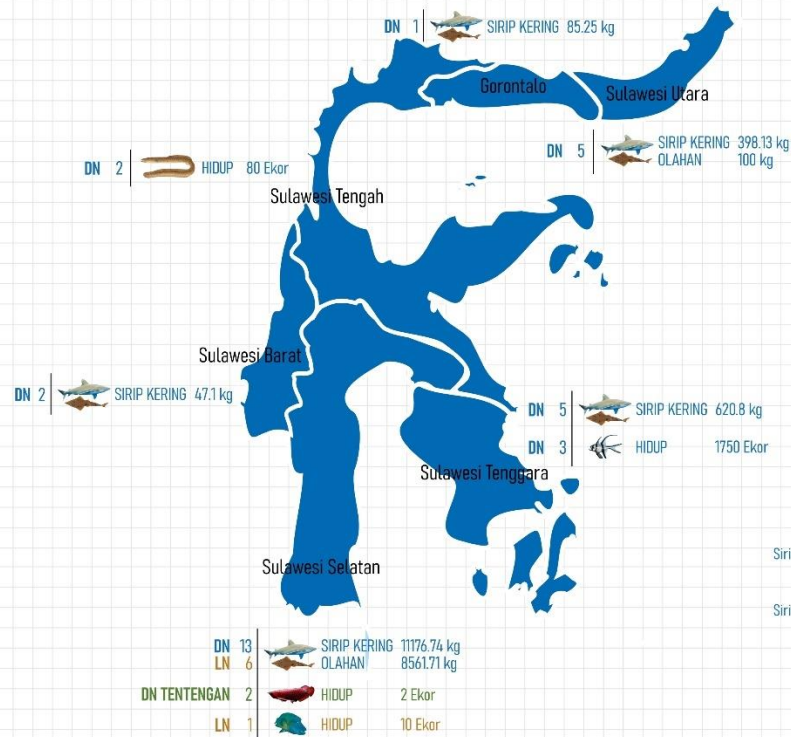 DN 1 SIRIP KERING 85.25 kg
Gorontalo
Sulawesi Utara
DN 5 SIRIP KERING 398.13 kg
OLAHAN 100 kg
DN 2 HIDUP 80 Ekor
Sulawesi Tengah
Sulawesi Barat
DN 2 SIRIP KERING 47.1 kg
DN 5 SIRIP KERING 620.8 kg
DN 3 HIDUP 1750 Ekor
Sulawesi Tenggara
Siri
Sulawesi Selatan
Siri
DN 13 SIRIP KERING 11176.74 kg
LN 6 OLAHAN 8561.71 kg
DN TENTENGAN 2 HIDUP 2 Ekor
LN 1 HIDUP 10 Ekor